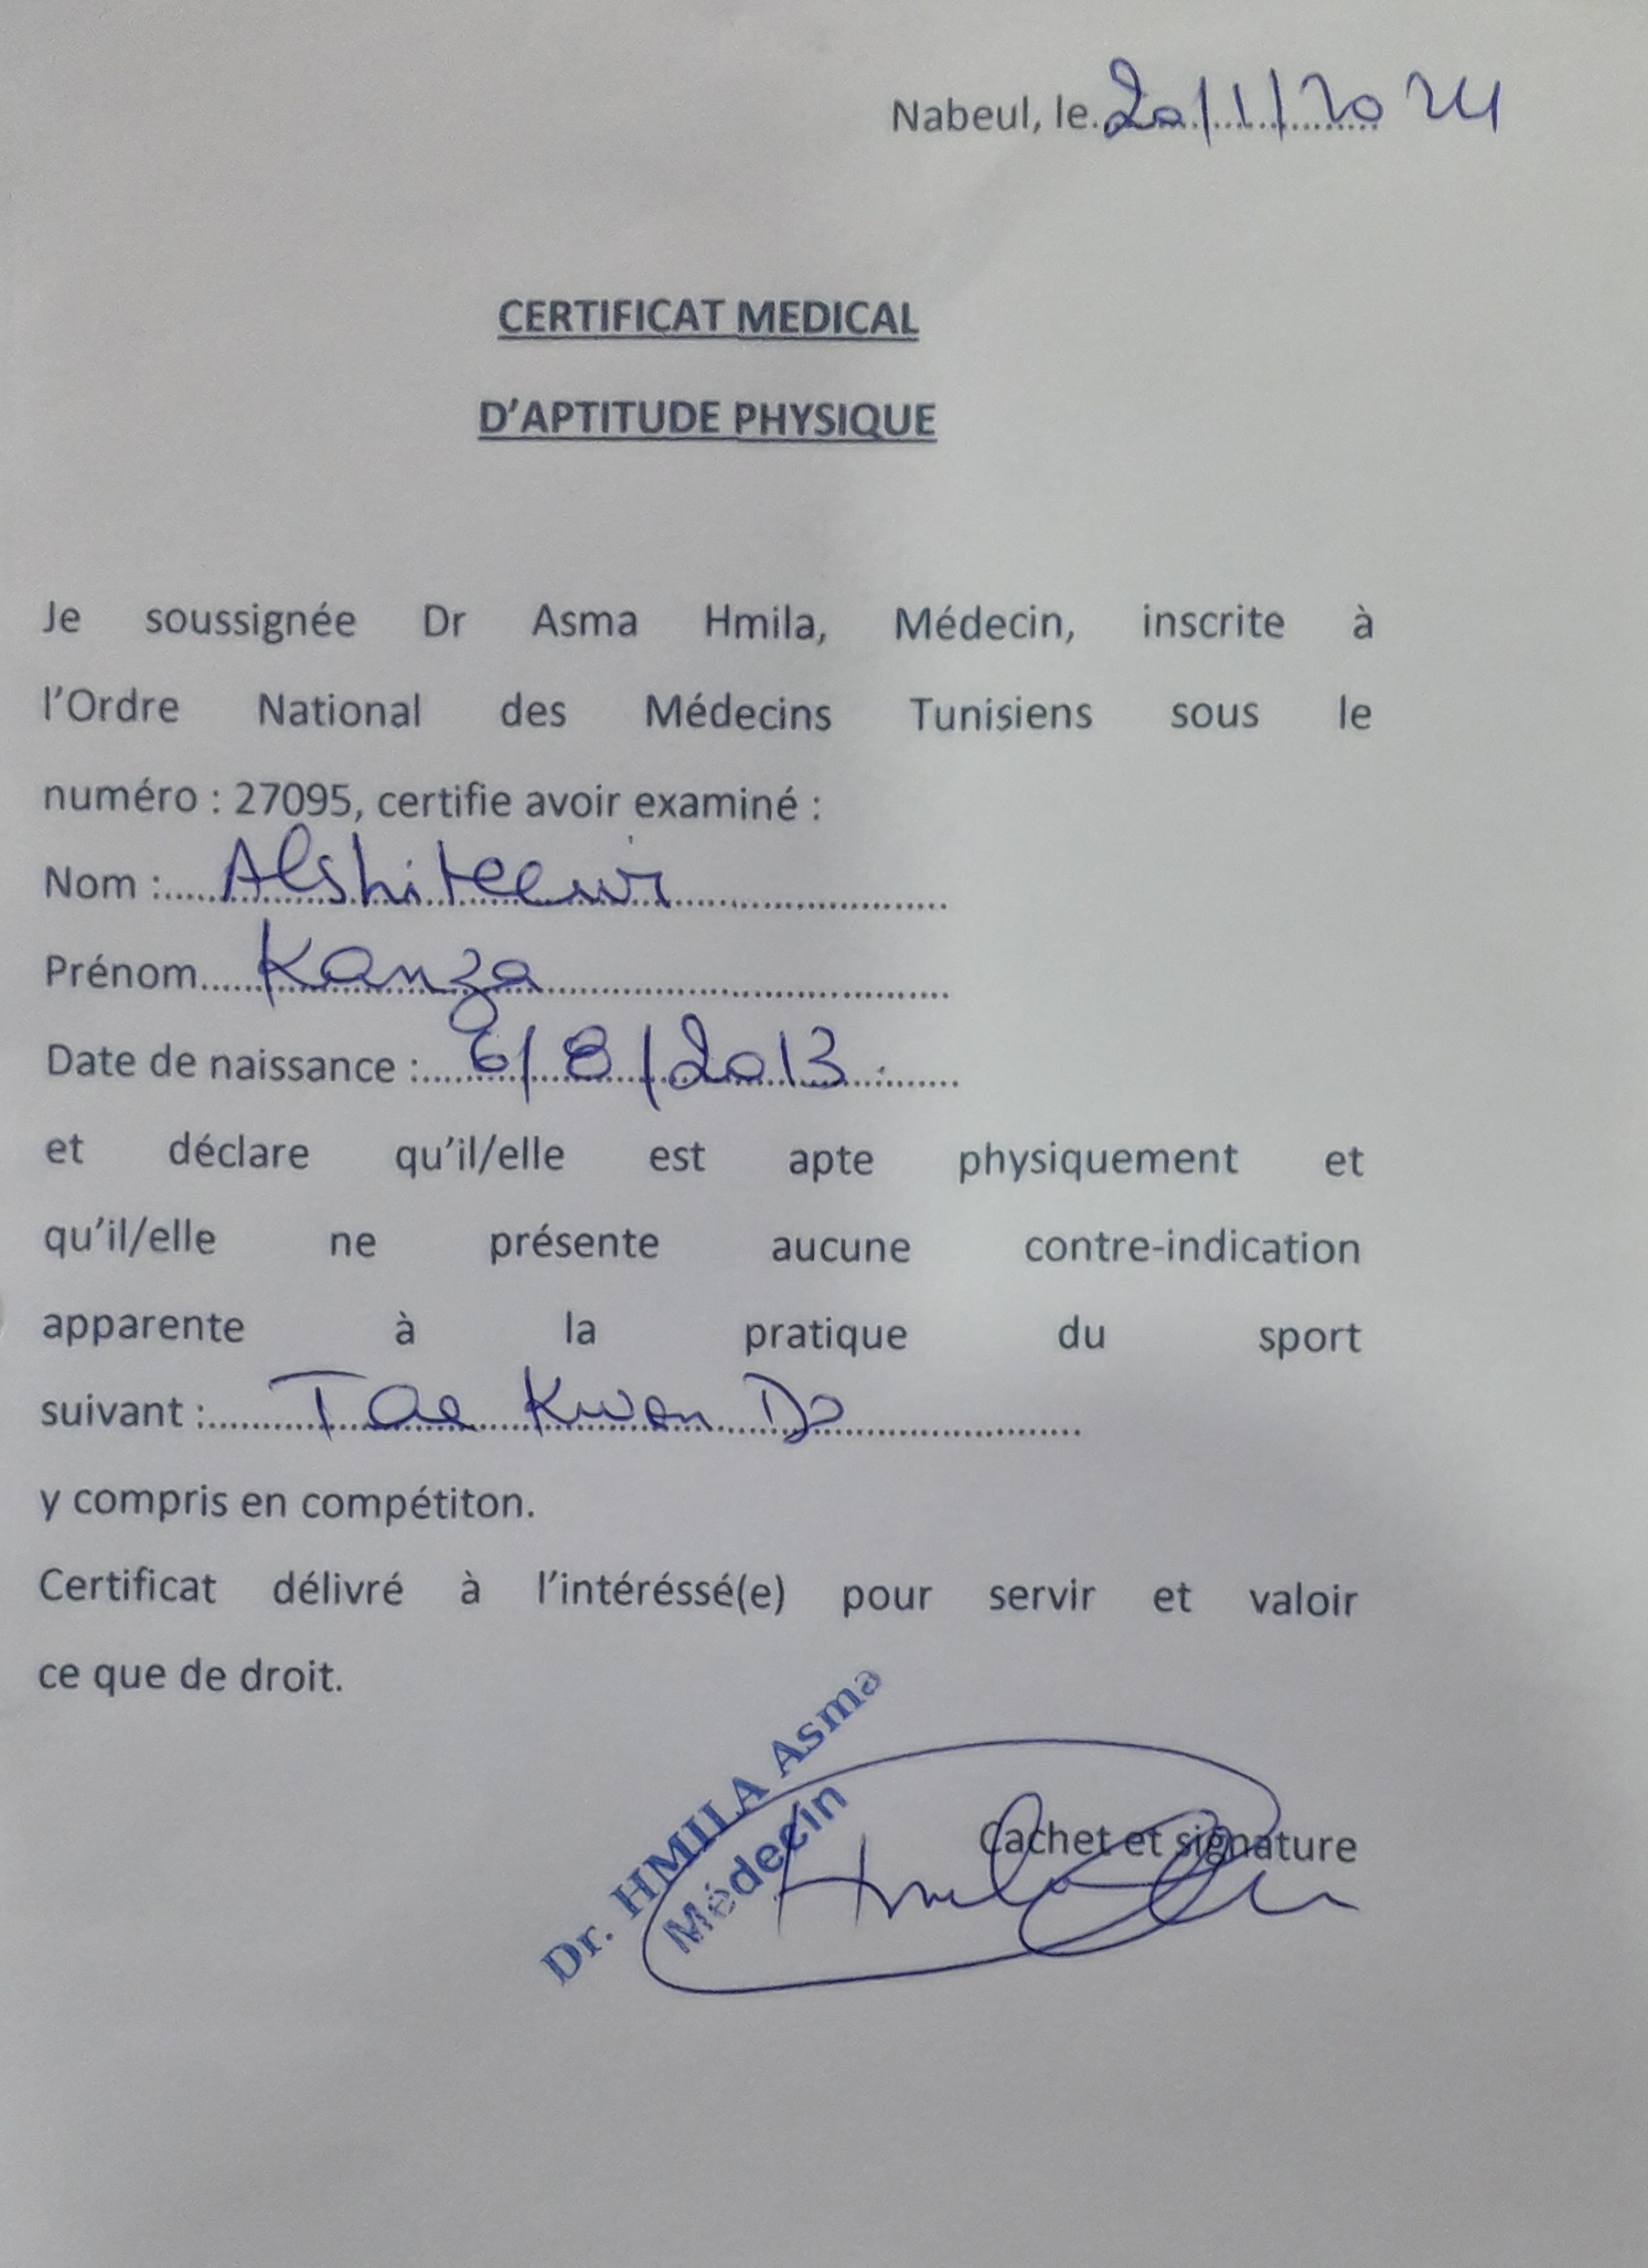 Nabeul, le. 20/1/2024
CERTIFICAT MEDICAL
D'APTITUDE PHYSIQUE
Je soussignée Dr Asma Hmila, Médecin, inscrite à
l'Ordre National des Médecins Tunisiens sous le
numéro : 27095, certifie avoir examiné :
Nom :
Prénom Kanza
Date de naissance : 6/8/2013
et déclare qu'il/elle est apte physiquement et
qu'il/elle ne présente aucune contre-indication
apparente à la pratique du sport
suivant : Tae Kwon Do
y compris en compétiton.
Certificat délivré à l'intéréssé(e) pour servir et valoir
ce que de droit.
Dr. HMILA Asma
Médecin
Cachet et signature